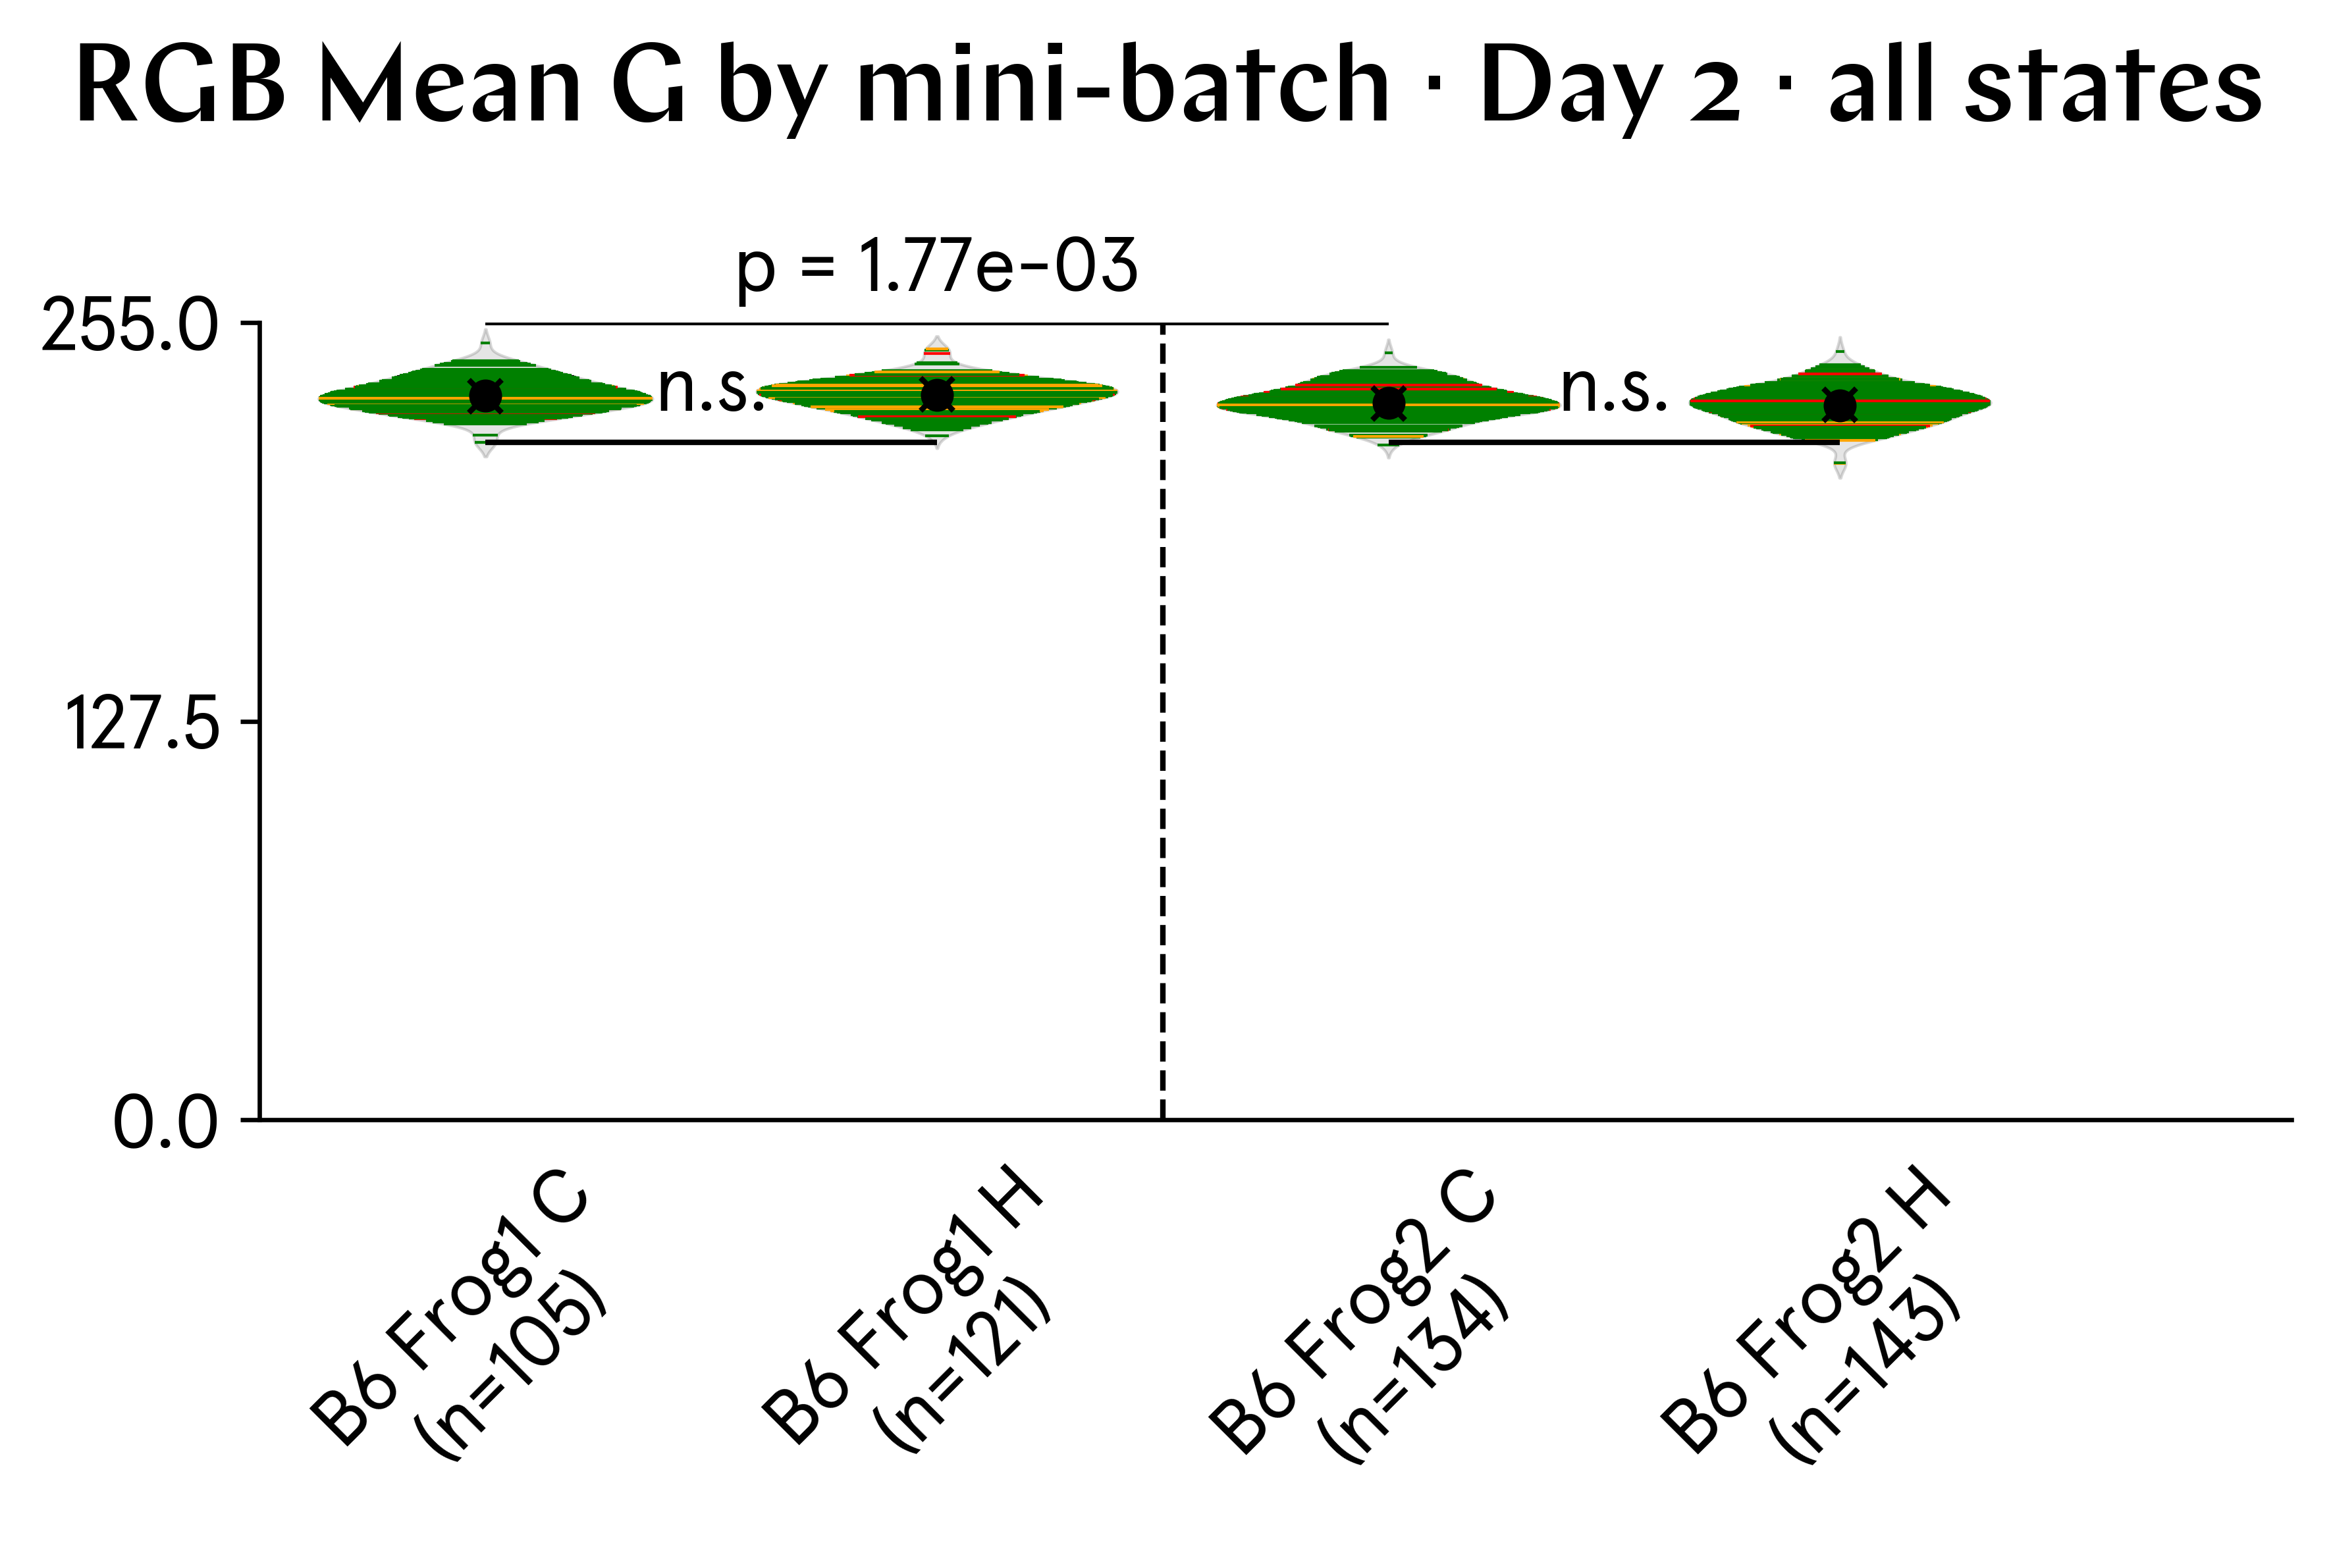 RGB Mean G by mini-batch · Day 2 · all states
p = 1.77e-03
255.0
n.s.
n.s.
127.5
0.0
B6 Frog1 C
(n=105)
B6 Frog1 H
(n=121)
B6 Frog2 C
(n=134)
B6 Frog2 H
(n=143)